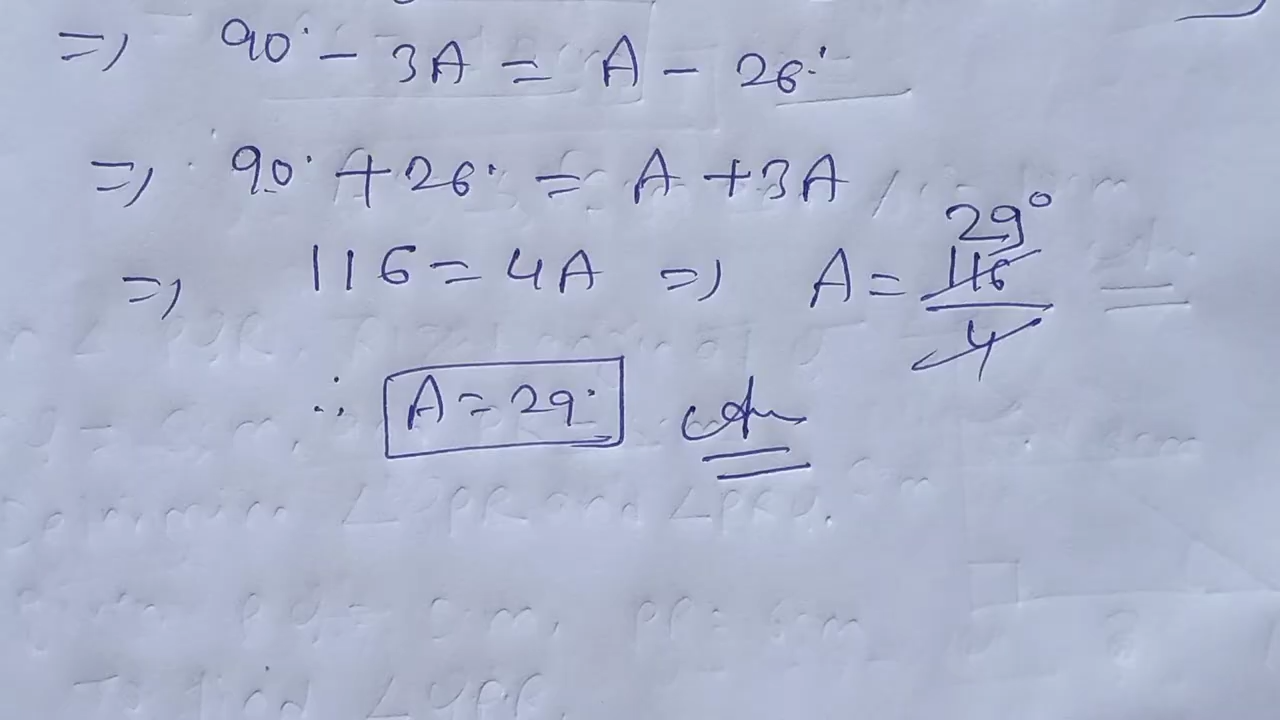 ⇒ 90° - 3A = A - 26°
⇒ 90° + 26° = A + 3A
⇒ 116 = 4A ⇒ A = 116/4 29°
∴ A = 29° Ans